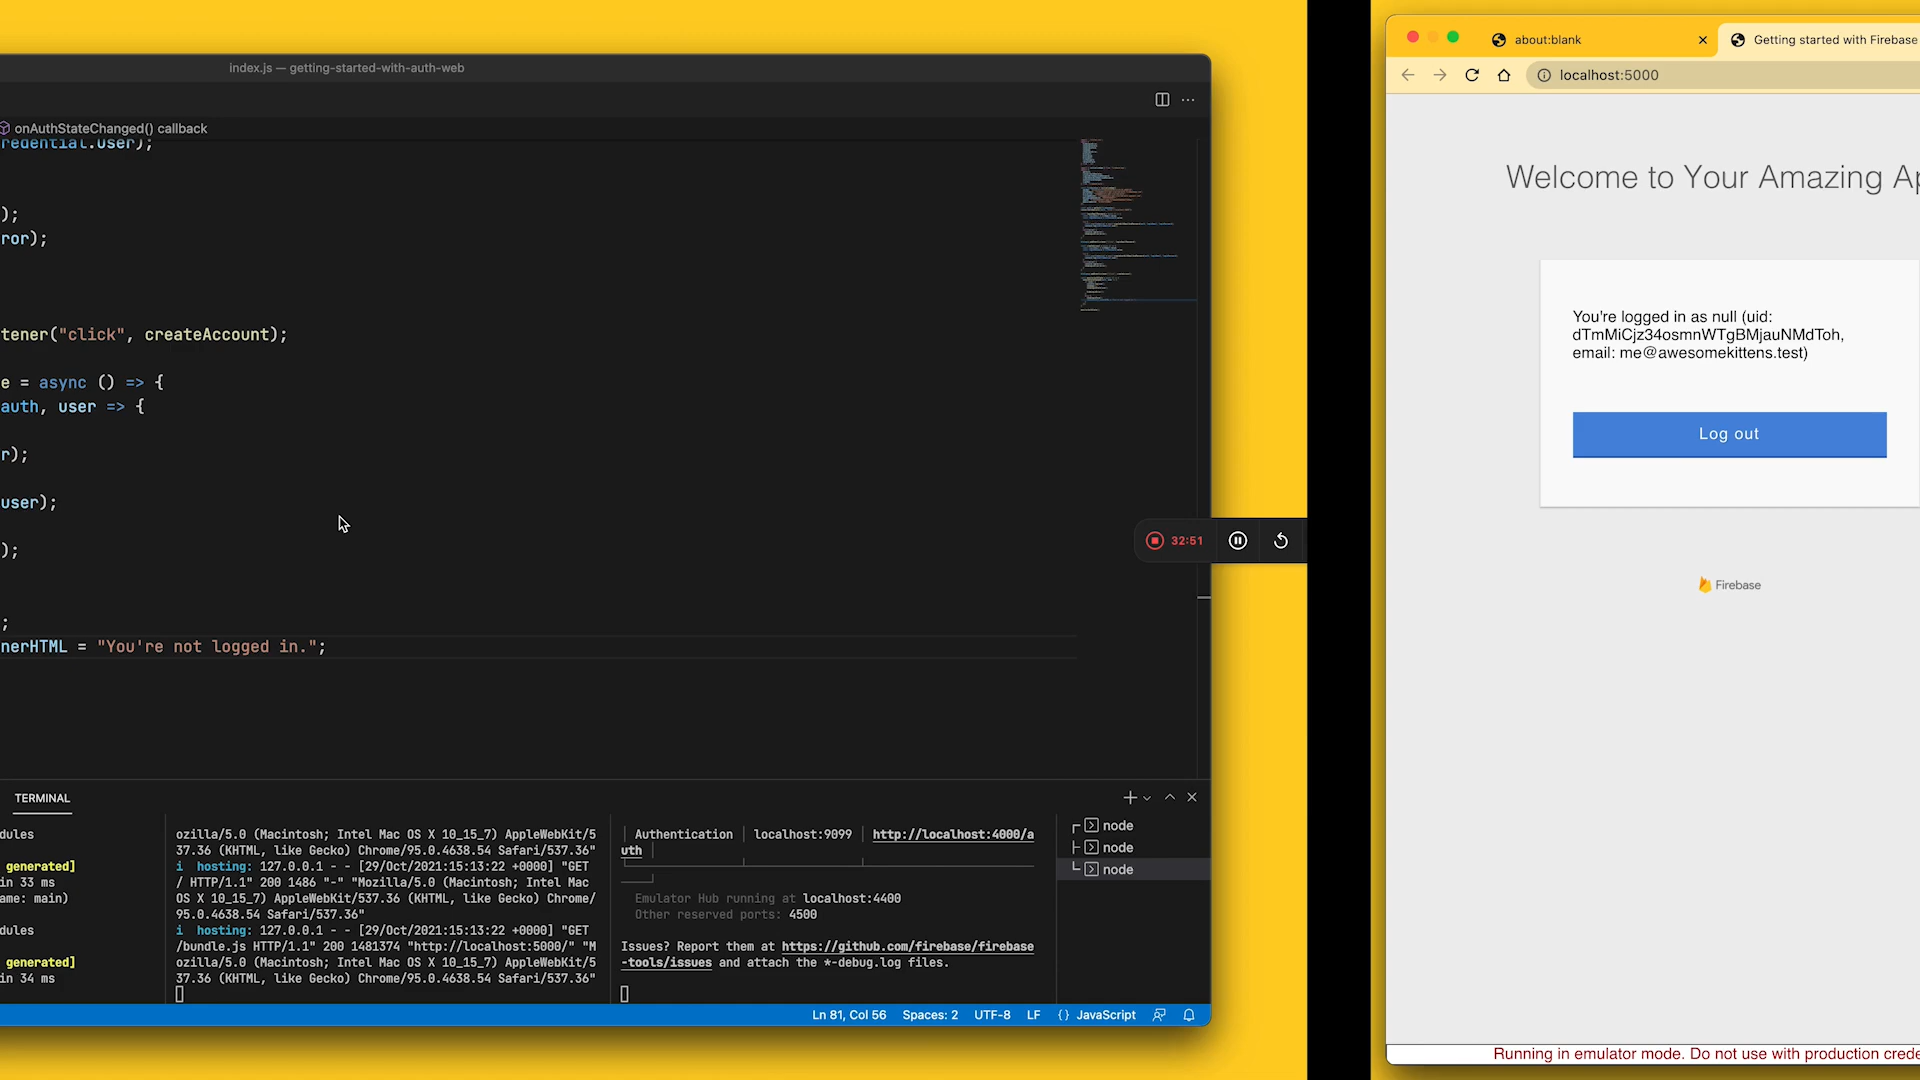 index.js — getting-started-with-auth-web
onAuthStateChanged() callback
redential.user);
);
ror);
tener("click", createAccount);
e = async () => {
auth, user => {
r);
user);
);
;
nerHTML = "You're not logged in.";
32:51
TERMINAL
dules
generated]
in 33 ms
ame: main)
dules
generated]
in 34 ms
ozilla/5.0 (Macintosh; Intel Mac OS X 10_15_7) AppleWebKit/5
37.36 (KHTML, like Gecko) Chrome/95.0.4638.54 Safari/537.36"
i hosting: 127.0.0.1 - - [29/Oct/2021:15:13:22 +0000] "GET
/ HTTP/1.1" 200 1486 "-" "Mozilla/5.0 (Macintosh; Intel Mac
OS X 10_15_7) AppleWebKit/537.36 (KHTML, like Gecko) Chrome/
95.0.4638.54 Safari/537.36"
i hosting: 127.0.0.1 - - [29/Oct/2021:15:13:22 +0000] "GET
/bundle.js HTTP/1.1" 200 1481374 "http://localhost:5000/" "M
ozilla/5.0 (Macintosh; Intel Mac OS X 10_15_7) AppleWebKit/5
37.36 (KHTML, like Gecko) Chrome/95.0.4638.54 Safari/537.36"
Authentication │ localhost:9099 │ http://localhost:4000/a
uth
Emulator Hub running at localhost:4400
Other reserved ports: 4500
Issues? Report them at https://github.com/firebase/firebase
-tools/issues and attach the *-debug.log files.
node
node
node
Ln 81, Col 56 Spaces: 2 UTF-8 LF {} JavaScript
about:blank
Getting started with Firebase
localhost:5000
Welcome to Your Amazing Ap
You're logged in as null (uid:
dTmMiCjz34osmnWTgBMjauNMdToh,
email: me@awesomekittens.test)
Log out
Firebase
Running in emulator mode. Do not use with production crede